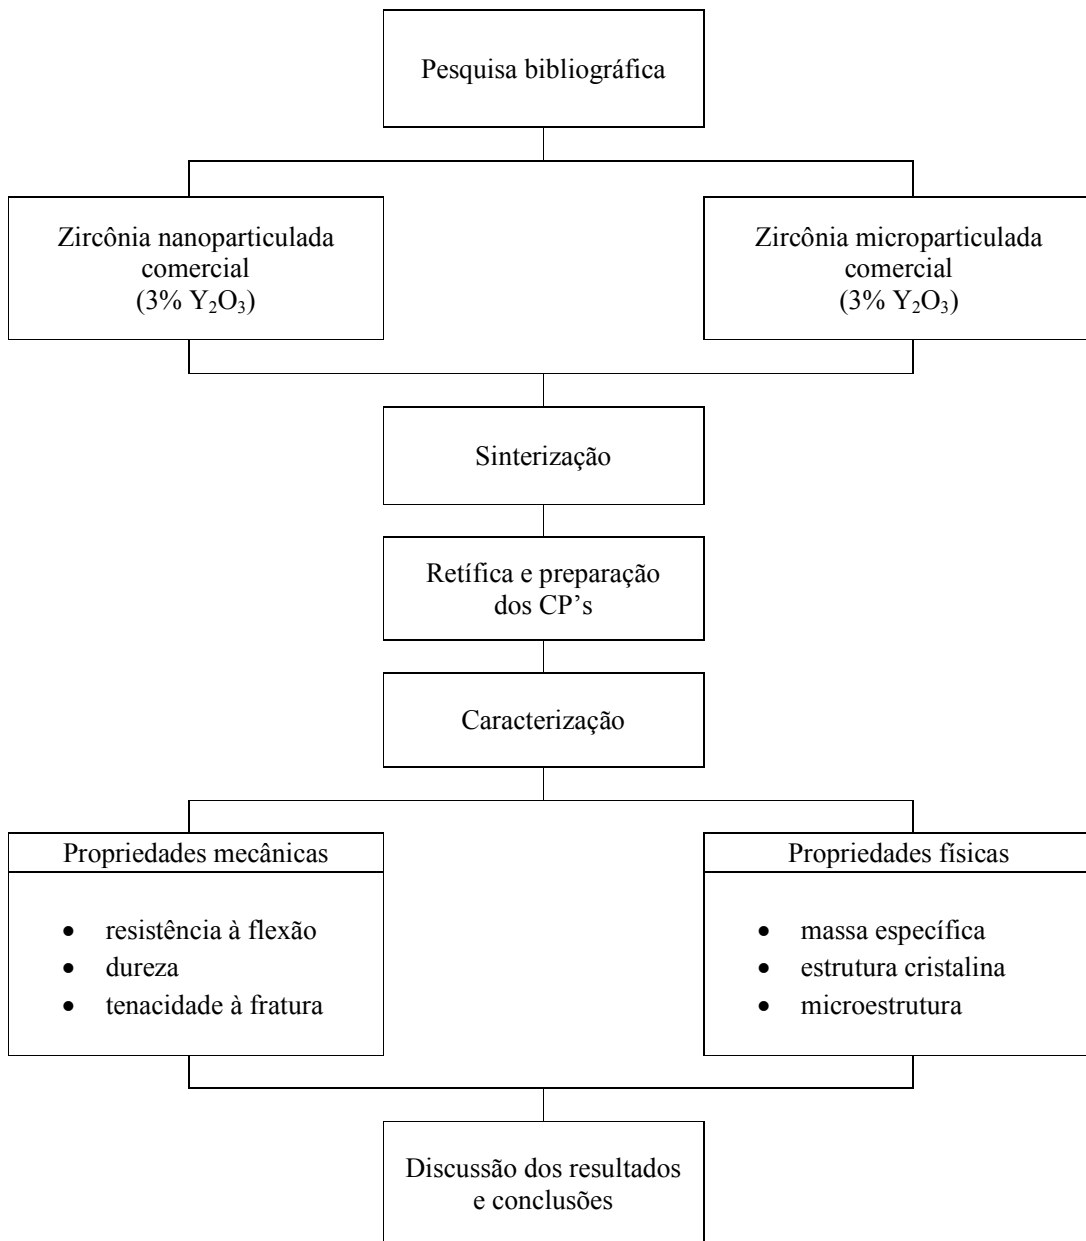 Pesquisa bibliográfica
Zircônia nanoparticulada
comercial
(3% Y₂O₃)
Zircônia microparticulada
comercial
(3% Y₂O₃)
Sinterização
Retífica e preparação
dos CP’s
Caracterização
Propriedades mecânicas
• resistência à flexão
• dureza
• tenacidade à fratura
Propriedades físicas
• massa específica
• estrutura cristalina
• microestrutura
Discussão dos resultados
e conclusões